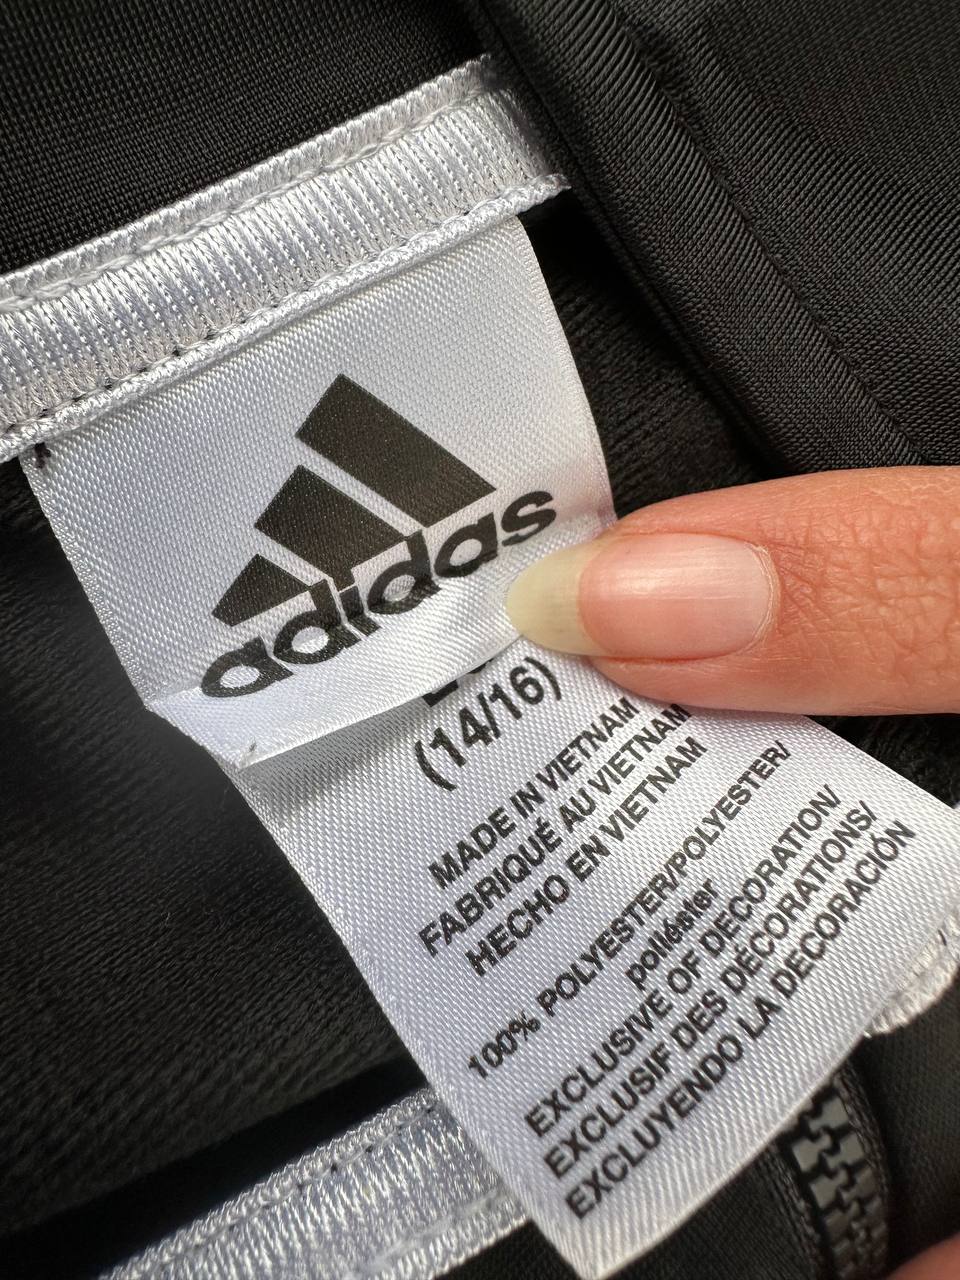 adidas
(14/16)
MADE IN VIETNAM
FABRIQUÉ AU VIETNAM
HECHO EN VIETNAM
100% POLYESTER/POLYESTER/
poliéster
EXCLUSIVE OF DECORATION/
EXCLUSIF DES DÉCORATIONS/
EXCLUYENDO LA DECORACIÓN